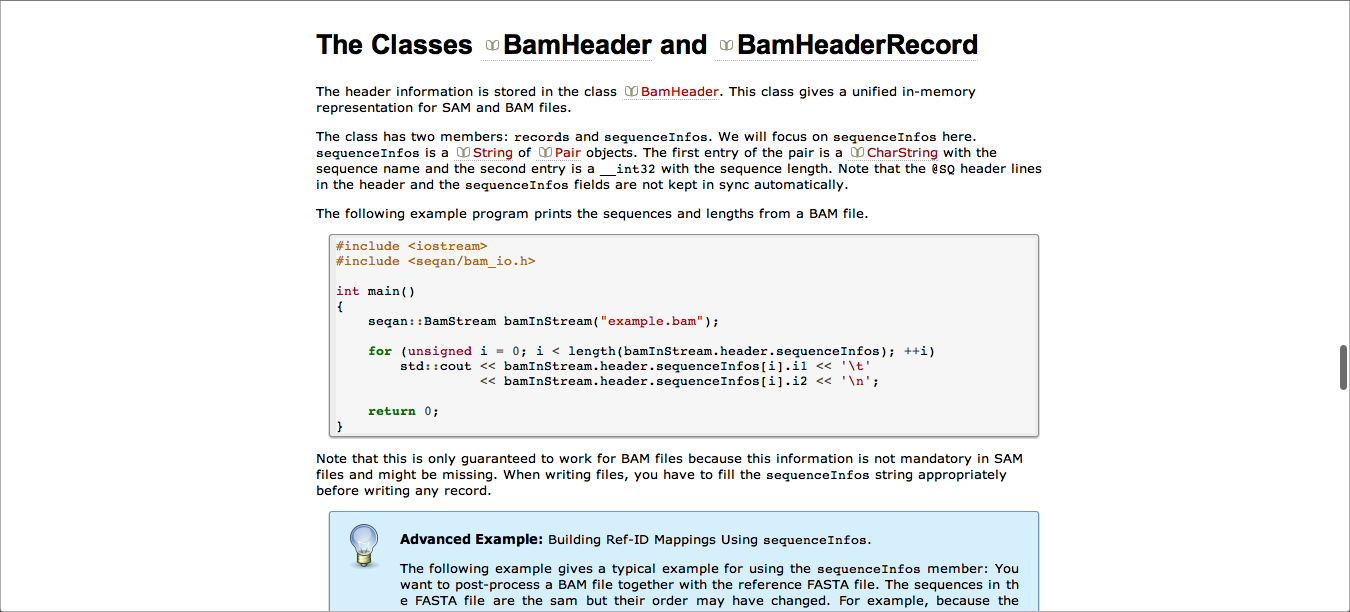 The Classes BamHeader and BamHeaderRecord
The header information is stored in the class BamHeader. This class gives a unified in-memory
representation for SAM and BAM files.
The class has two members: records and sequenceInfos. We will focus on sequenceInfos here.
sequenceInfos is a String of Pair objects. The first entry of the pair is a CharString with the
sequence name and the second entry is a __int32 with the sequence length. Note that the @SQ header lines
in the header and the sequenceInfos fields are not kept in sync automatically.
The following example program prints the sequences and lengths from a BAM file.
#include <iostream>
#include <seqan/bam_io.h>
int main()
{
    seqan::BamStream bamInStream("example.bam");
    for (unsigned i = 0; i < length(bamInStream.header.sequenceInfos); ++i)
        std::cout << bamInStream.header.sequenceInfos[i].i1 << '\t'
                  << bamInStream.header.sequenceInfos[i].i2 << '\n';
    return 0;
}
Note that this is only guaranteed to work for BAM files because this information is not mandatory in SAM
files and might be missing. When writing files, you have to fill the sequenceInfos string appropriately
before writing any record.
Advanced Example: Building Ref-ID Mappings Using sequenceInfos.
The following example gives a typical example for using the sequenceInfos member: You
want to post-process a BAM file together with the reference FASTA file. The sequences in th
e FASTA file are the sam but their order may have changed. For example, because the